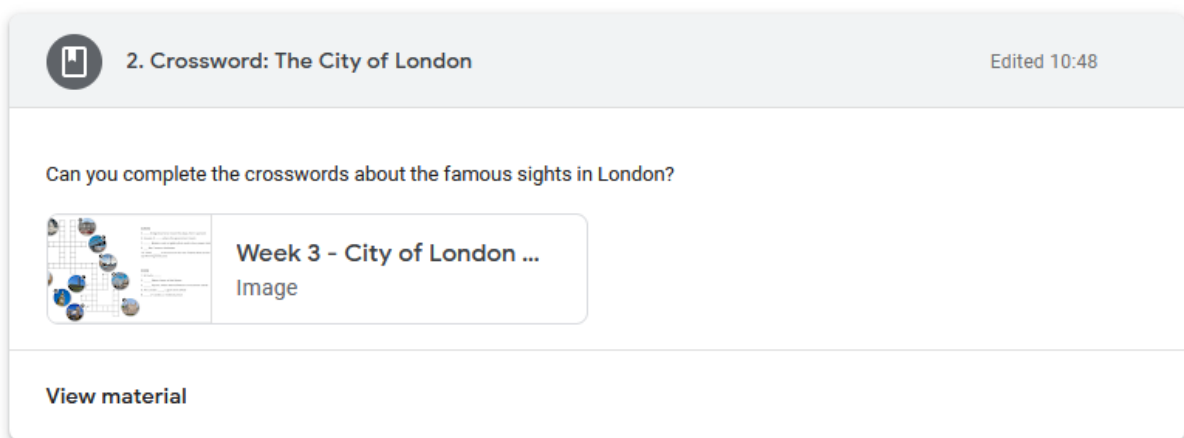 2. Crossword: The City of London
Edited 10:48
Can you complete the crosswords about the famous sights in London?
Week 3 - City of London ...
Image
View material